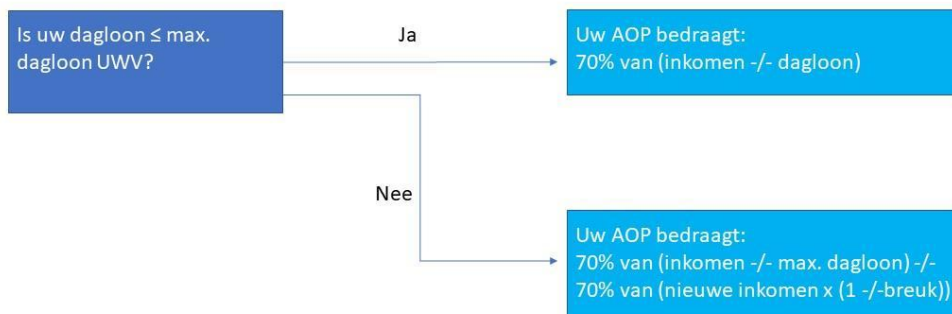 Is uw dagloon ≤ max.
dagloon UWV?
Ja
Uw AOP bedraagt:
70% van (inkomen -/- dagloon)
Nee
Uw AOP bedraagt:
70% van (inkomen -/- max. dagloon) -/-
70% van (nieuwe inkomen x (1 -/-breuk))